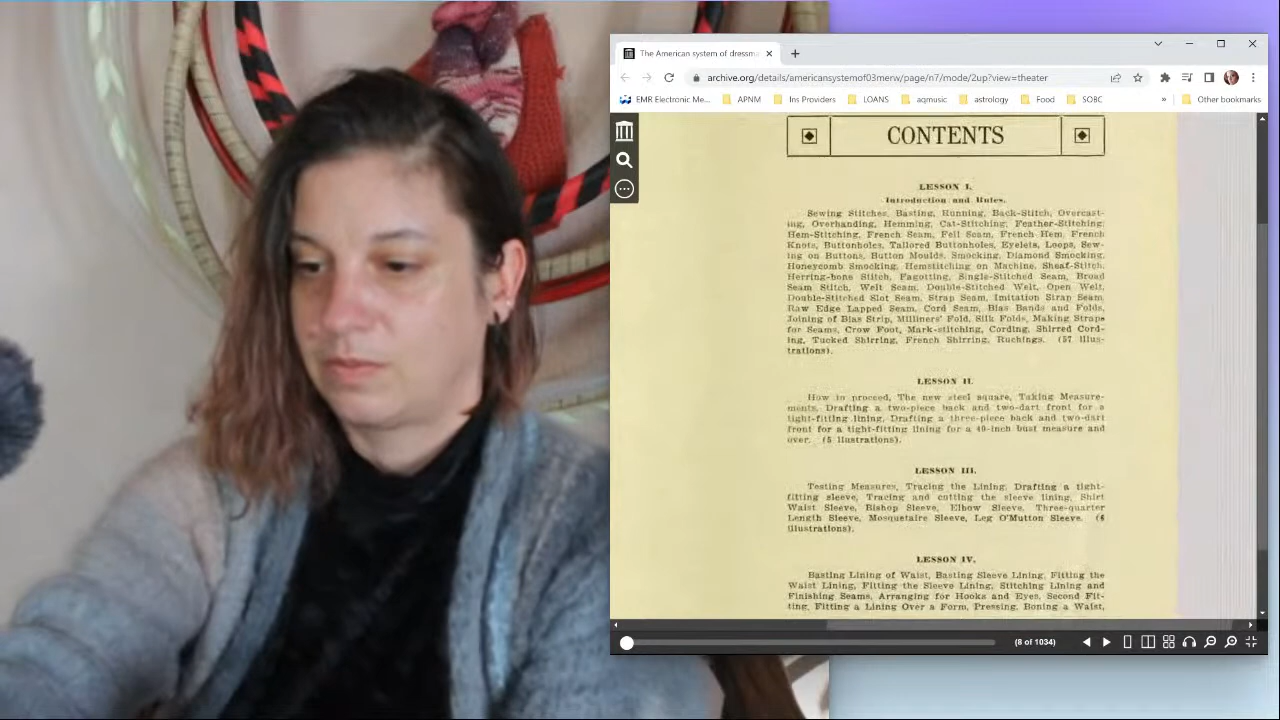 The American system of dressm
archive.org/details/americansystemof03merw/page/n7/mode/2up?view=theater
EMR Electronic Me... APNM Ins Providers LOANS aqmusic astrology Food SOBC » Other bookmarks
CONTENTS
LESSON I.
Introduction and Rules.
Sewing Stitches, Basting, Running, Back-Stitch, Overcast-
ing, Overhanding, Hemming, Cat-Stitching, Feather-Stitching,
Hem-Stitching, French Seam, Fell Seam, French Hem, French
Knots, Buttonholes, Tailored Buttonholes, Eyelets, Loops, Sew-
ing on Buttons, Button Moulds, Smocking, Diamond Smocking,
Honeycomb Smocking, Hemstitching on Machine, Sheaf-Stitch,
Herring-bone Stitch, Fagotting, Single-Stitched Seam, Broad
Seam Stitch, Welt Seam, Double-Stitched Welt, Open Welt,
Double-Stitched Slot Seam, Strap Seam, Imitation Strap Seam,
Raw Edge Lapped Seam, Cord Seam, Bias Bands and Folds,
Joining of Bias Strip, Milliners' Fold, Silk Folds, Making Straps
for Seams, Crow Foot, Mark-stitching, Cording, Shirred Cord-
ing, Tucked Shirring, French Shirring, Ruchings. (57 illus-
trations).
LESSON II.
How to proceed, The new steel square, Taking Measure-
ments, Drafting a two-piece back and two-dart front for a
tight-fitting lining, Drafting a three-piece back and two-dart
front for a tight-fitting lining for a 40-inch bust measure and
over. (5 illustrations).
LESSON III.
Testing Measures, Tracing the Lining, Drafting a tight-
fitting sleeve, Tracing and cutting the sleeve lining, Shirt
Waist Sleeve, Bishop Sleeve, Elbow Sleeve, Three-quarter
Length Sleeve, Mosquetaire Sleeve, Leg O'Mutton Sleeve. (6
illustrations).
LESSON IV.
Basting Lining of Waist, Basting Sleeve Lining, Fitting the
Waist Lining, Fitting the Sleeve Lining, Stitching Lining and
Finishing Seams, Arranging for Hooks and Eyes, Second Fit-
ting, Fitting a Lining Over a Form, Pressing, Boning a Waist,
(8 of 1034)